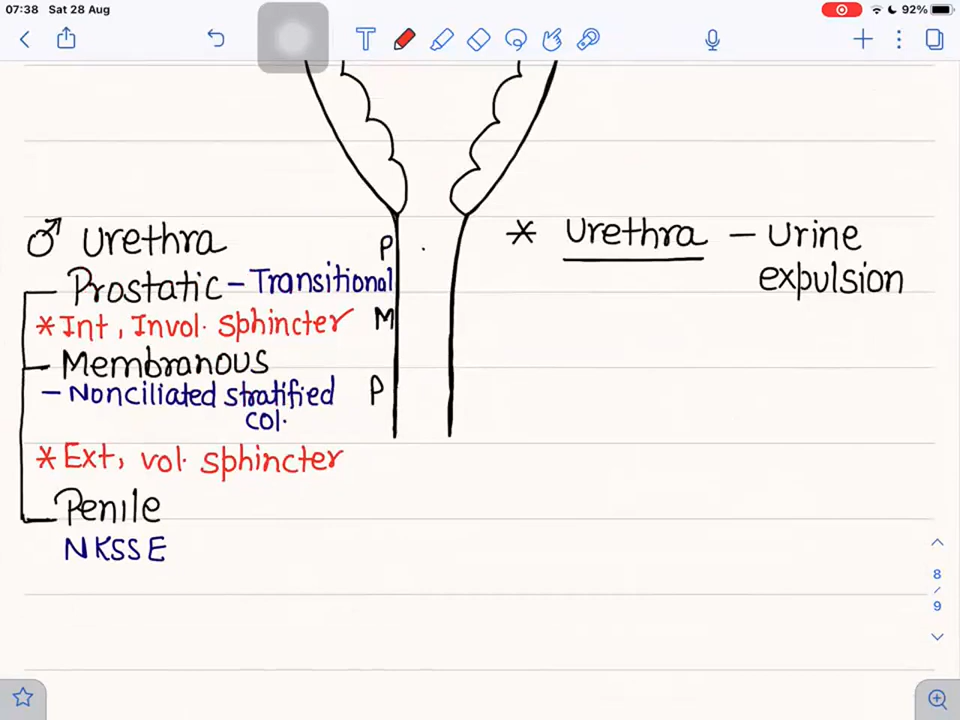 07:38 Sat 28 Aug
92%
T
♂ Urethra
Prostatic - Transitional
* Int, Invol. sphincter
Membranous
- Nonciliated stratified
col.
* Ext, vol. sphincter
Penile
NKSSE
P
M
P
* Urethra - Urine
expulsion
8
/
9